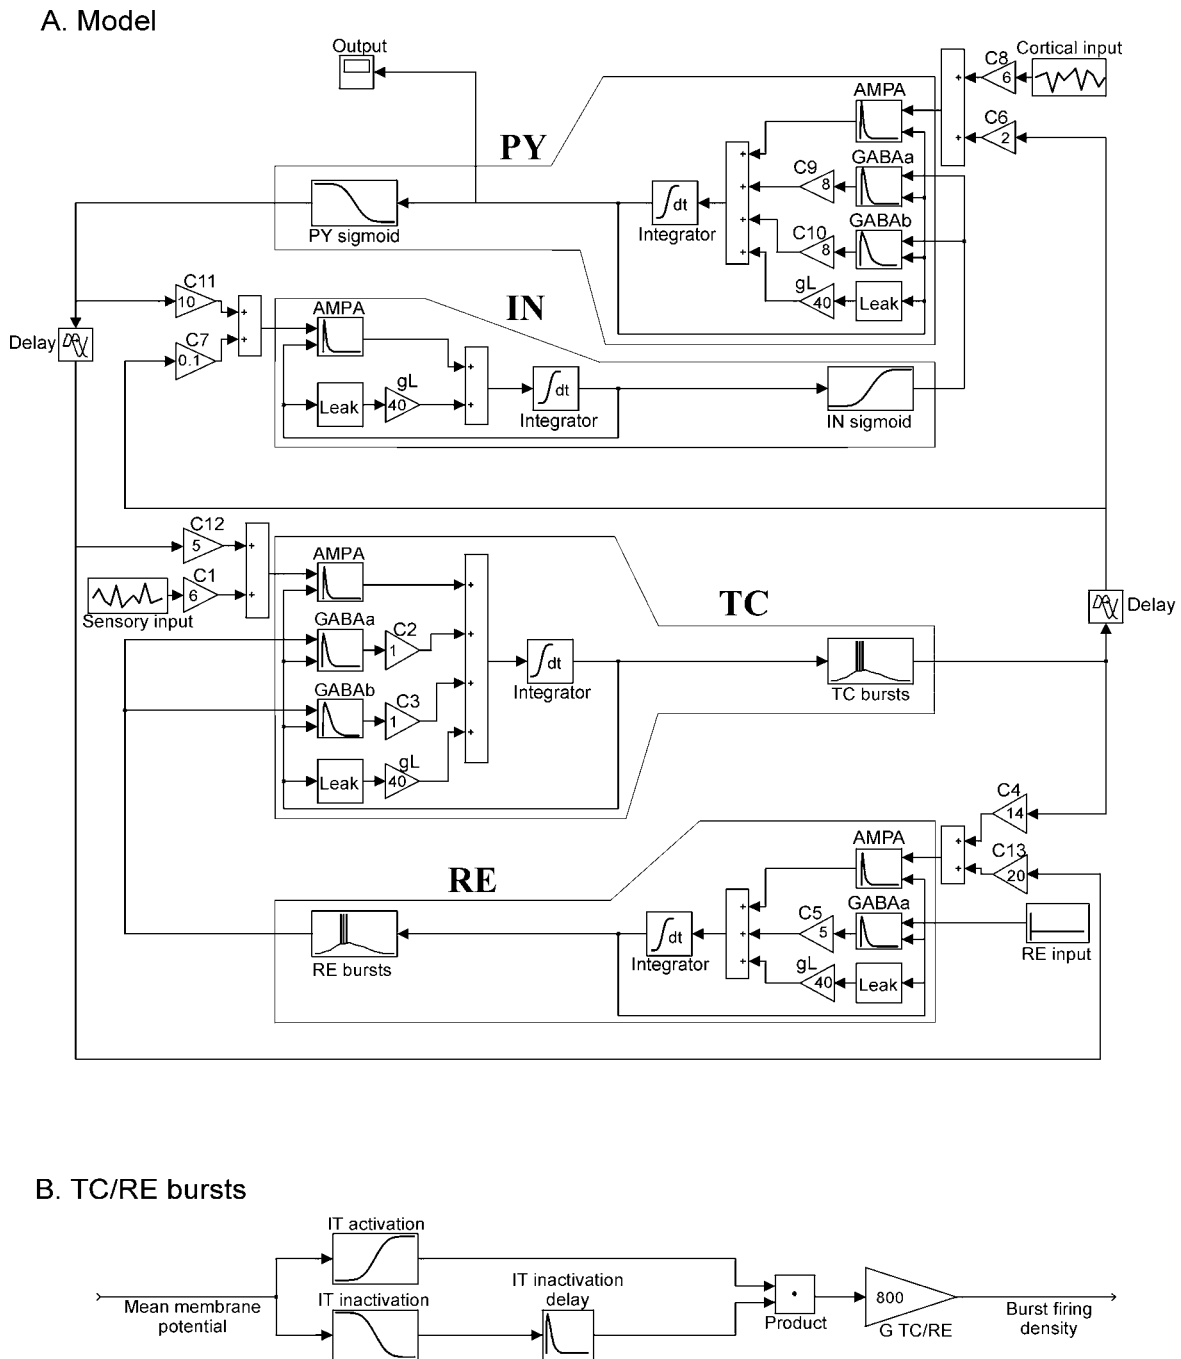 A. Model
Output
C8
Cortical input
6
AMPA
C6
2
PY
GABAa
C9
8
dt
Integrator
PY sigmoid
GABAb
C10
8
gL
40
Leak
C11
10
IN
AMPA
Delay
C7
0.1
gL
Leak
40
dt
Integrator
IN sigmoid
C12
5
C1
6
Sensory input
AMPA
TC
Delay
GABAa
C2
1
dt
Integrator
TC bursts
GABAb
C3
1
gL
Leak
40
C4
14
AMPA
C13
20
RE
GABAa
C5
5
dt
Integrator
RE bursts
RE input
gL
40
Leak
B. TC/RE bursts
IT activation
Mean membrane
potential
IT inactivation
IT inactivation
delay
Product
800
G TC/RE
Burst firing
density